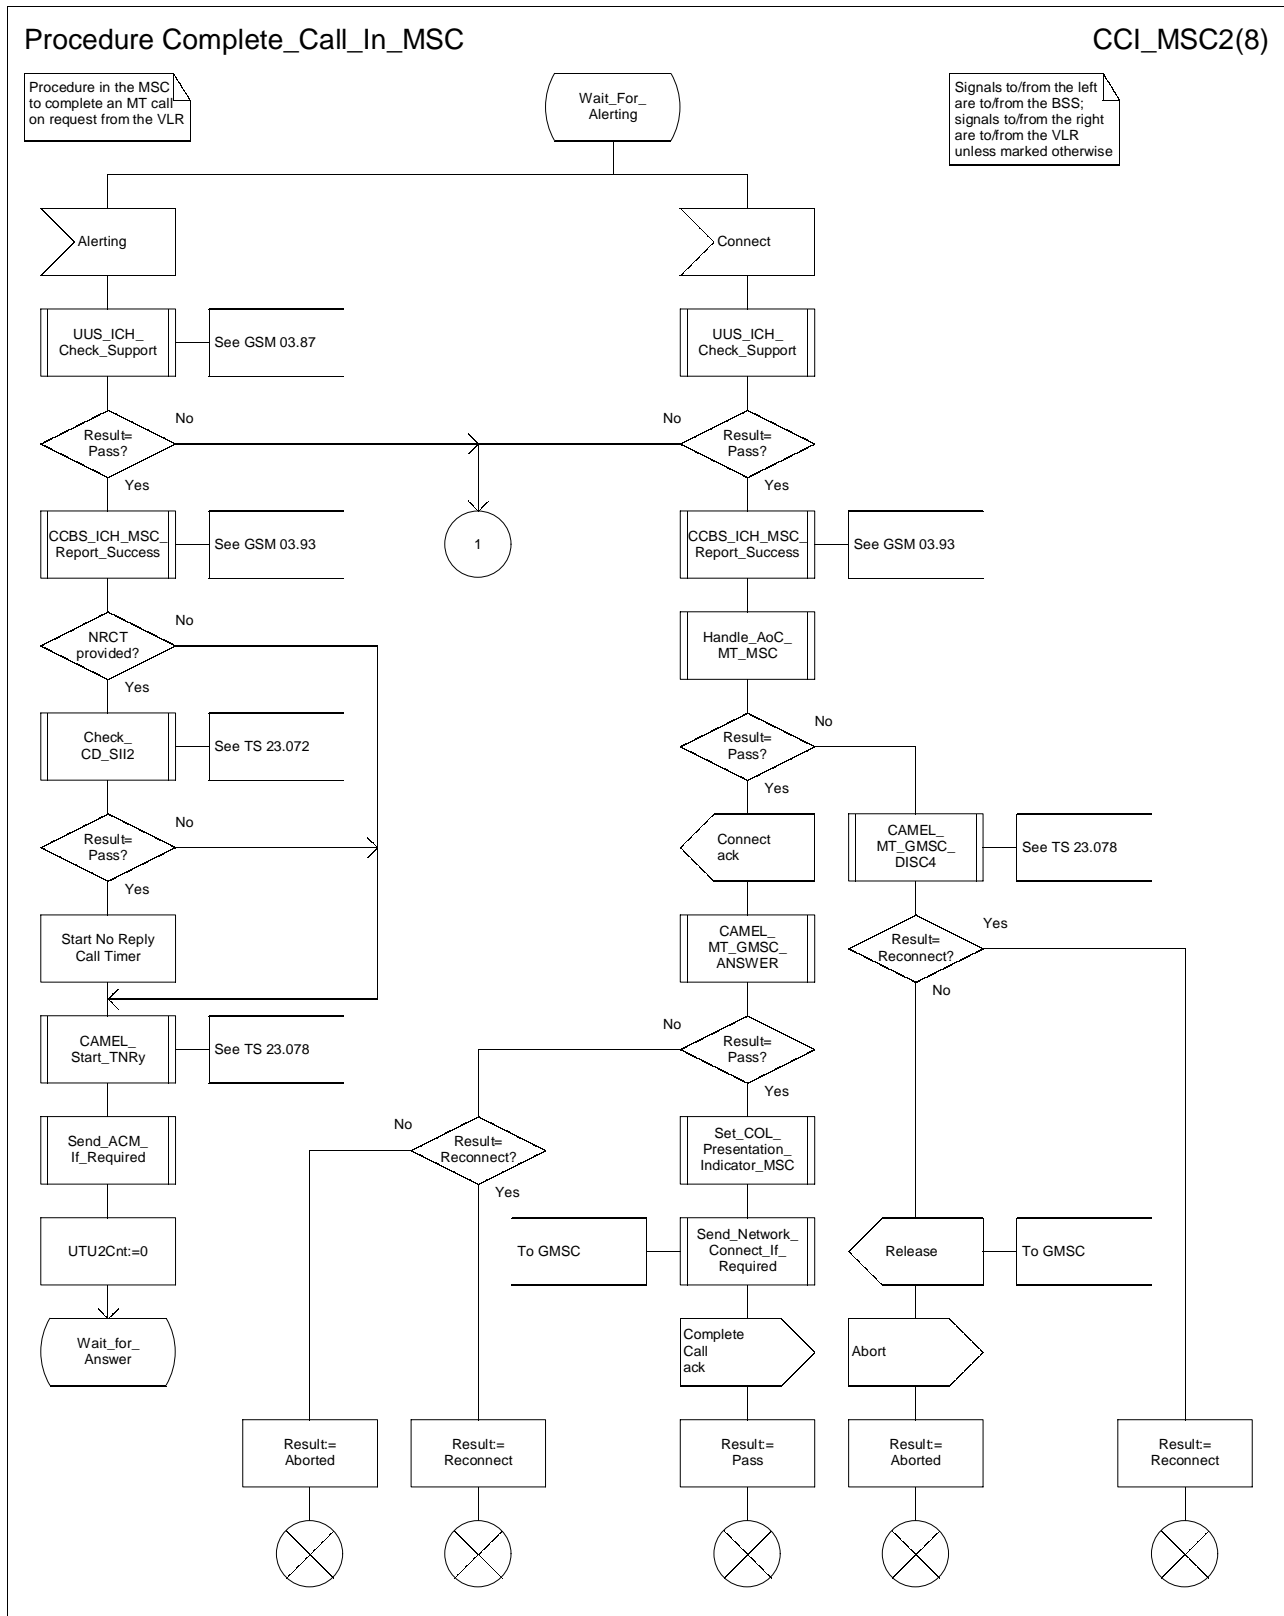 Procedure Complete_Call_In_MSC
CCI_MSC2(8)
Procedure in the MSC
to complete an MT call
on request from the VLR
Wait_For_
Alerting
Signals to/from the left
are to/from the BSS;
signals to/from the right
are to/from the VLR
unless marked otherwise
Alerting
Connect
UUS_ICH_
Check_Support
See GSM 03.87
UUS_ICH_
Check_Support
Result=
Pass?
No
Yes
No
Result=
Pass?
Yes
CCBS_ICH_MSC_
Report_Success
See GSM 03.93
1
CCBS_ICH_MSC_
Report_Success
See GSM 03.93
NRCT
provided?
No
Yes
Handle_AoC_
MT_MSC
Check_
CD_SII2
See TS 23.072
Result=
Pass?
No
Yes
Result=
Pass?
No
Yes
Connect
ack
CAMEL_
MT_GMSC_
DISC4
See TS 23.078
Start No Reply
Call Timer
CAMEL_
MT_GMSC_
ANSWER
Result=
Reconnect?
Yes
No
CAMEL_
Start_TNRy
See TS 23.078
No
Result=
Pass?
Yes
Send_ACM_
If_Required
No
Result=
Reconnect?
Yes
Set_COL_
Presentation_
Indicator_MSC
UTU2Cnt:=0
To GMSC
Send_Network_
Connect_If_
Required
Release
To GMSC
Wait_for_
Answer
Complete
Call
ack
Abort
Result:=
Aborted
Result:=
Reconnect
Result:=
Pass
Result:=
Aborted
Result:=
Reconnect